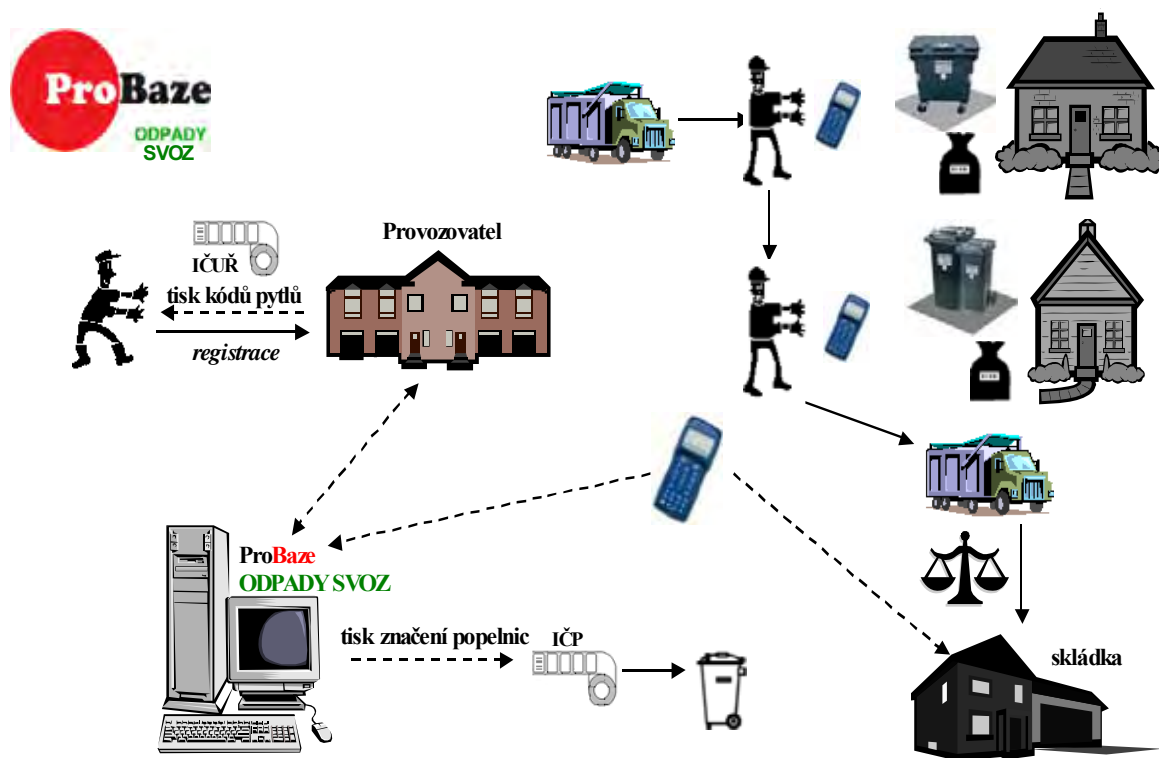 ProBaze
ODPADY
SVOZ
Provozovatel
IČUŘ
tisk kódů pytlů
registrace
ProBaze
ODPADY SVOZ
tisk značení popelnic
IČP
skládka